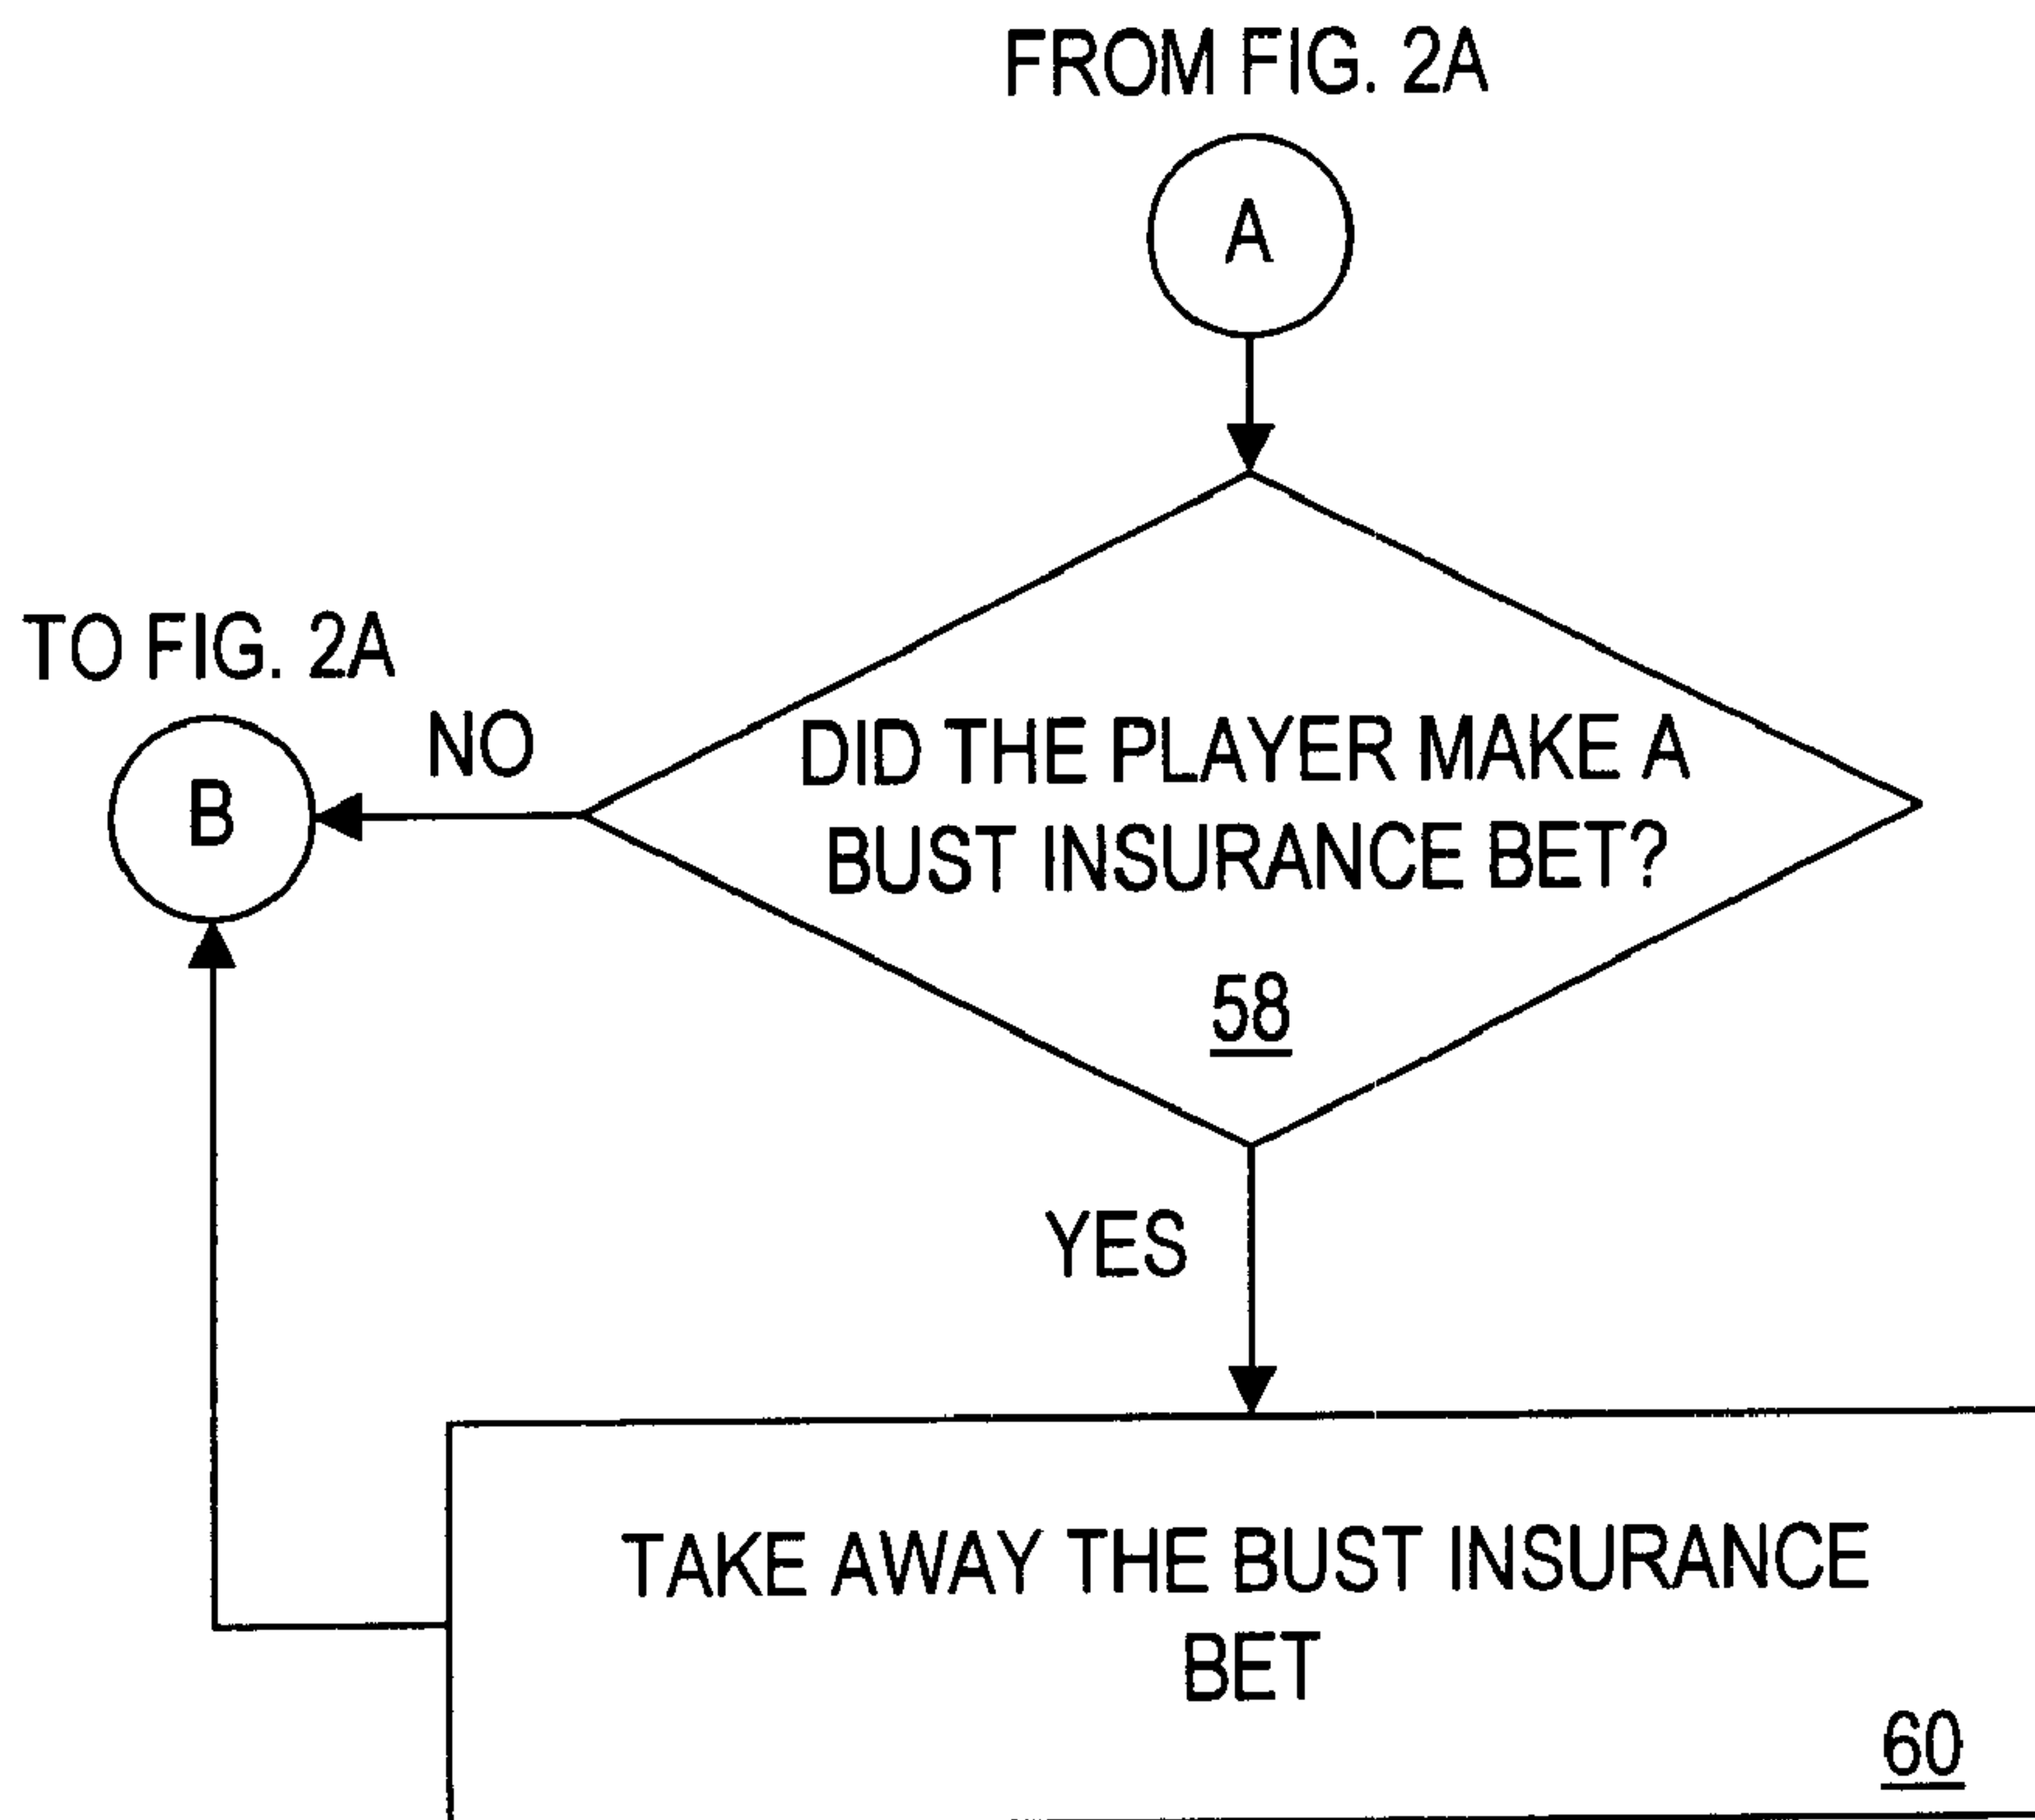 FROM FIG. 2A
A
TO FIG. 2A
NO
B
DID THE PLAYER MAKE A
BUST INSURANCE BET?
58
YES
TAKE AWAY THE BUST INSURANCE
BET
60